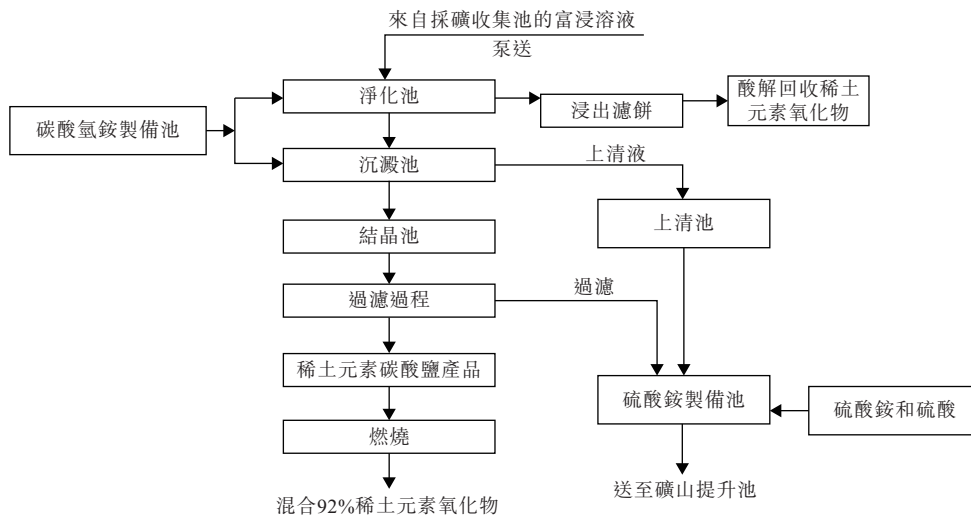 來自採礦收集池的富浸溶液
泵送
淨化池
浸出濾餅
酸解回收稀土
元素氧化物
碳酸氫銨製備池
沉澱池
上清液
上清池
結晶池
過濾過程
過濾
稀土元素碳酸鹽產品
硫酸銨製備池
硫酸銨和硫酸
燃燒
混合92%稀土元素氧化物
送至礦山提升池